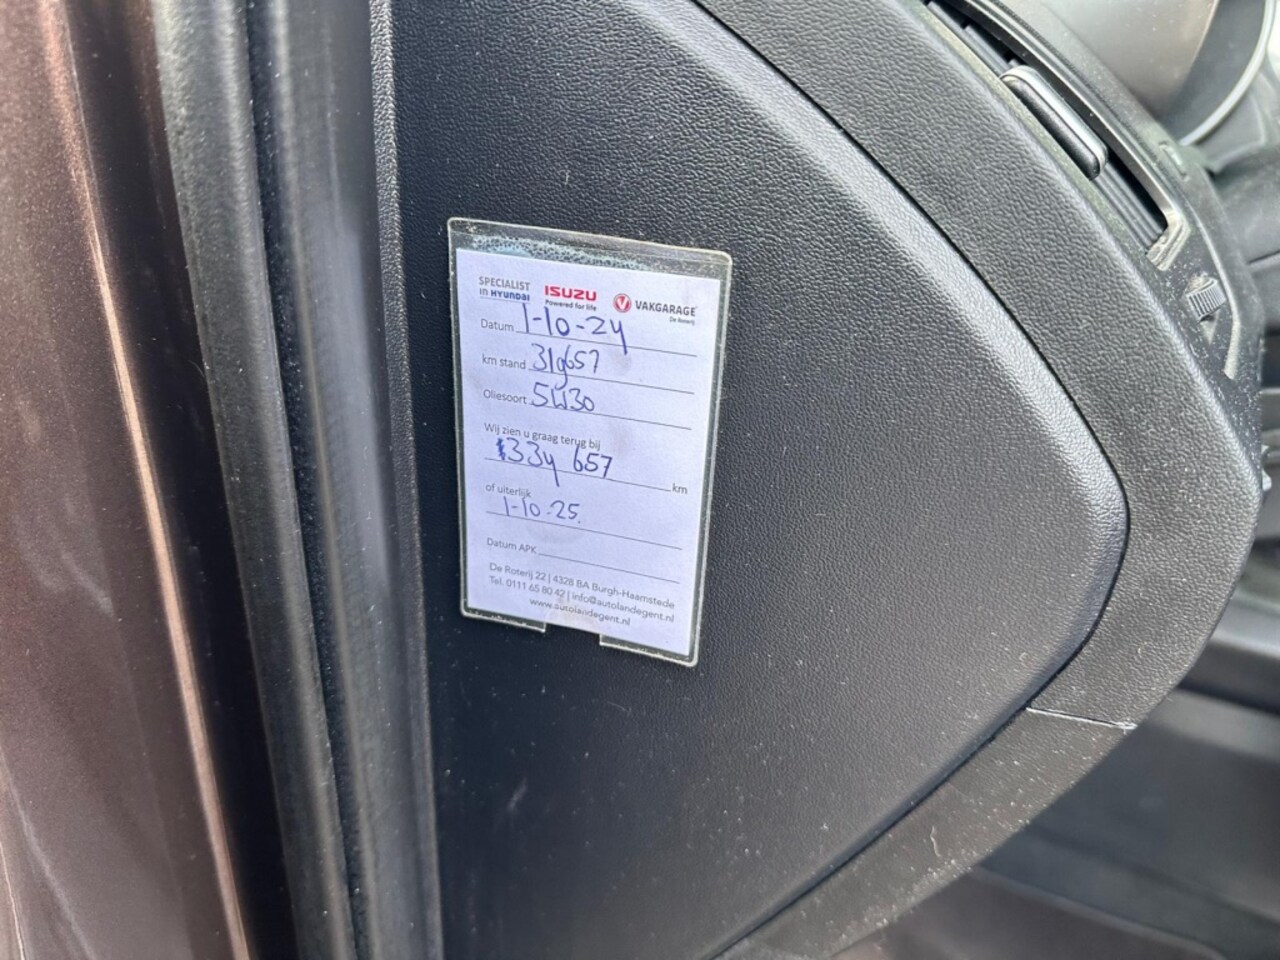 SPECIALIST
in HYUNDAI
ISUZU
Powered for life
VAKGARAGE
De Roterij
Datum 1-10-24
km stand 319657
Oliesoort 5W30
Wij zien u graag terug bij
334 657 km
of uiterlijk
1-10-25.
Datum APK
De Roterij 22 | 4328 BA Burgh-Haamstede
Tel. 0111 65 80 42 | info@autolandegent.nl
www.autolandegent.nl